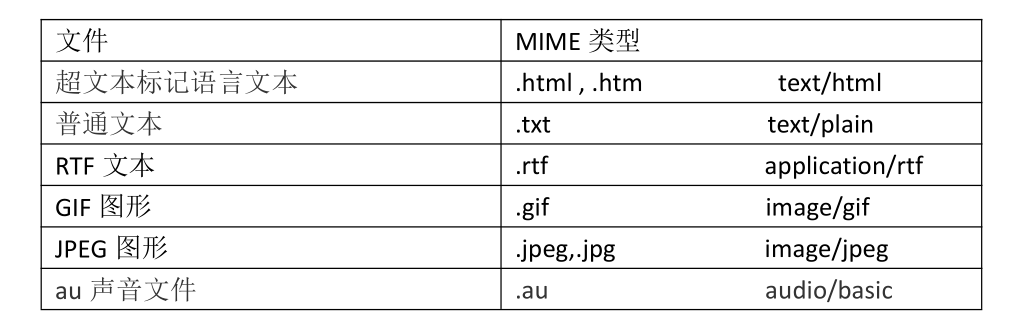 文件 MIME 类型
超文本标记语言文本 .html , .htm text/html
普通文本 .txt text/plain
RTF 文本 .rtf application/rtf
GIF 图形 .gif image/gif
JPEG 图形 .jpeg,.jpg image/jpeg
au 声音文件 .au audio/basic